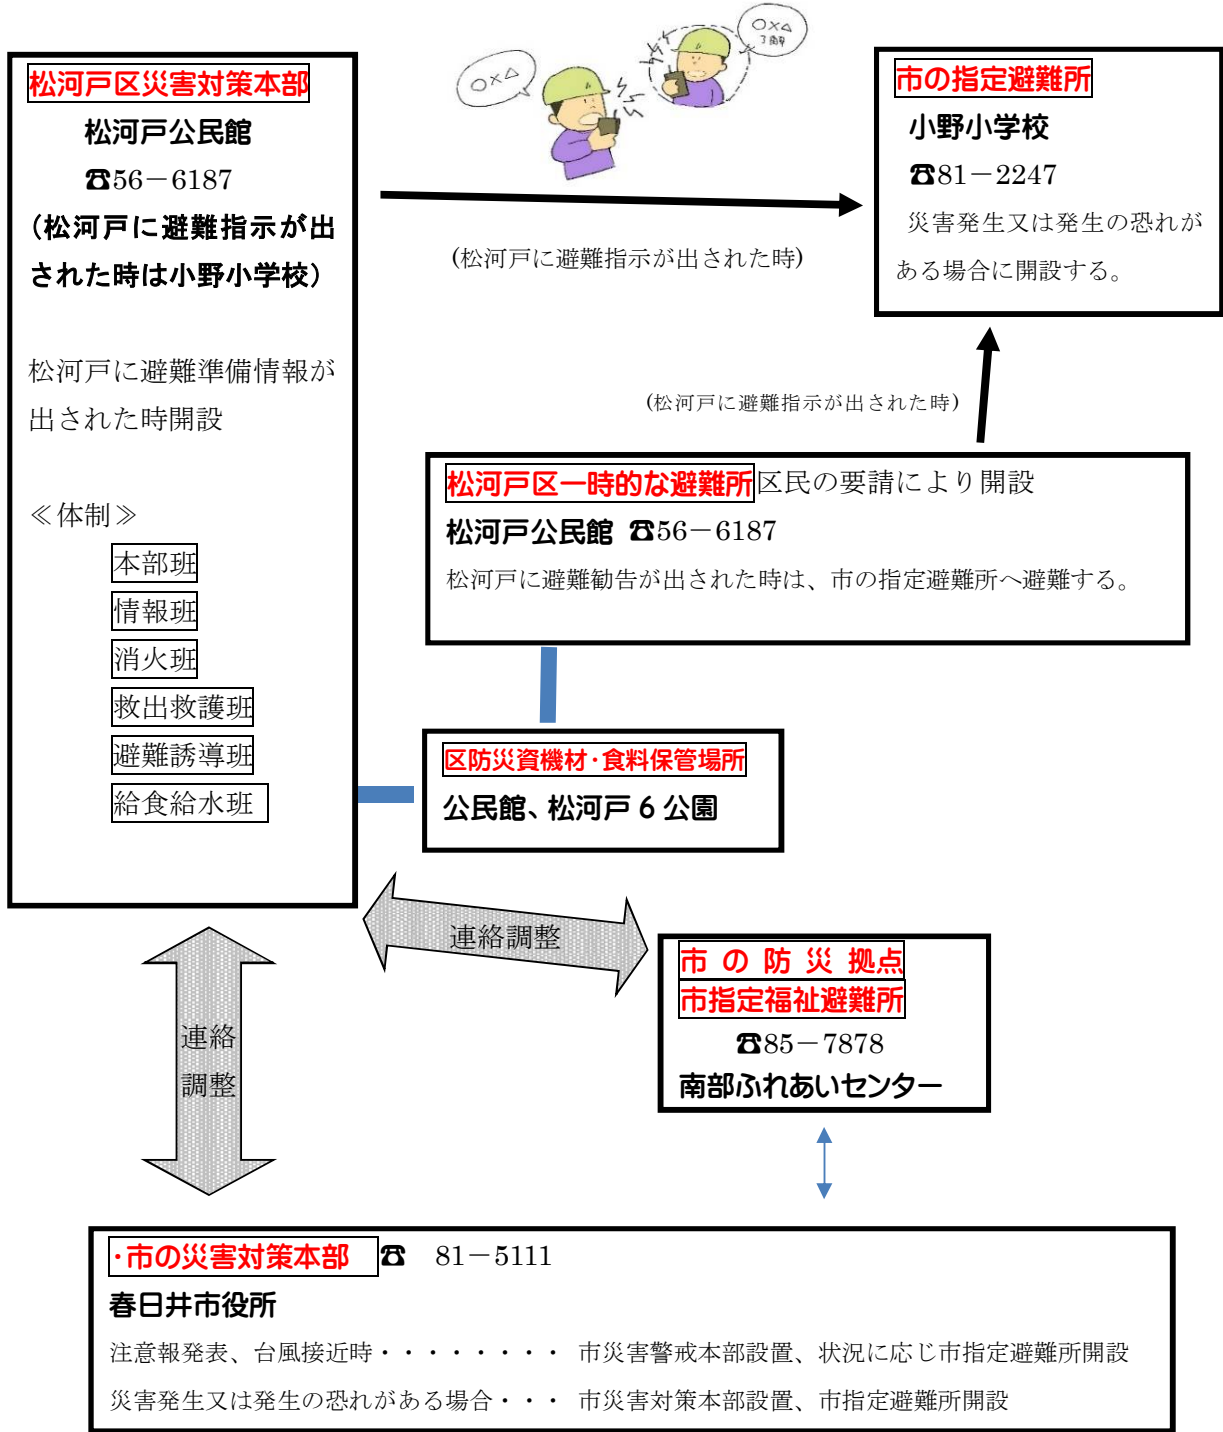 ○×△
○×△
了解
松河戸区災害対策本部
松河戸公民館
☎56－6187
(松河戸に避難指示が出
された時は小野小学校)
松河戸に避難準備情報が
出された時開設
≪体制≫
本部班
情報班
消火班
救出救護班
避難誘導班
給食給水班
(松河戸に避難指示が出された時)
市の指定避難所
小野小学校
☎81－2247
災害発生又は発生の恐れが
ある場合に開設する。
(松河戸に避難指示が出された時)
松河戸区一時的な避難所 区民の要請により開設
松河戸公民館 ☎56－6187
松河戸に避難勧告が出された時は、市の指定避難所へ避難する。
区防災資機材･食料保管場所
公民館、松河戸６公園
連絡調整
連絡
調整
市の防災拠点
市指定福祉避難所
☎85－7878
南部ふれあいセンター
･市の災害対策本部 ☎ 81－5111
春日井市役所
注意報発表、台風接近時・・・・・・・・ 市災害警戒本部設置、状況に応じ市指定避難所開設
災害発生又は発生の恐れがある場合・・・ 市災害対策本部設置、市指定避難所開設